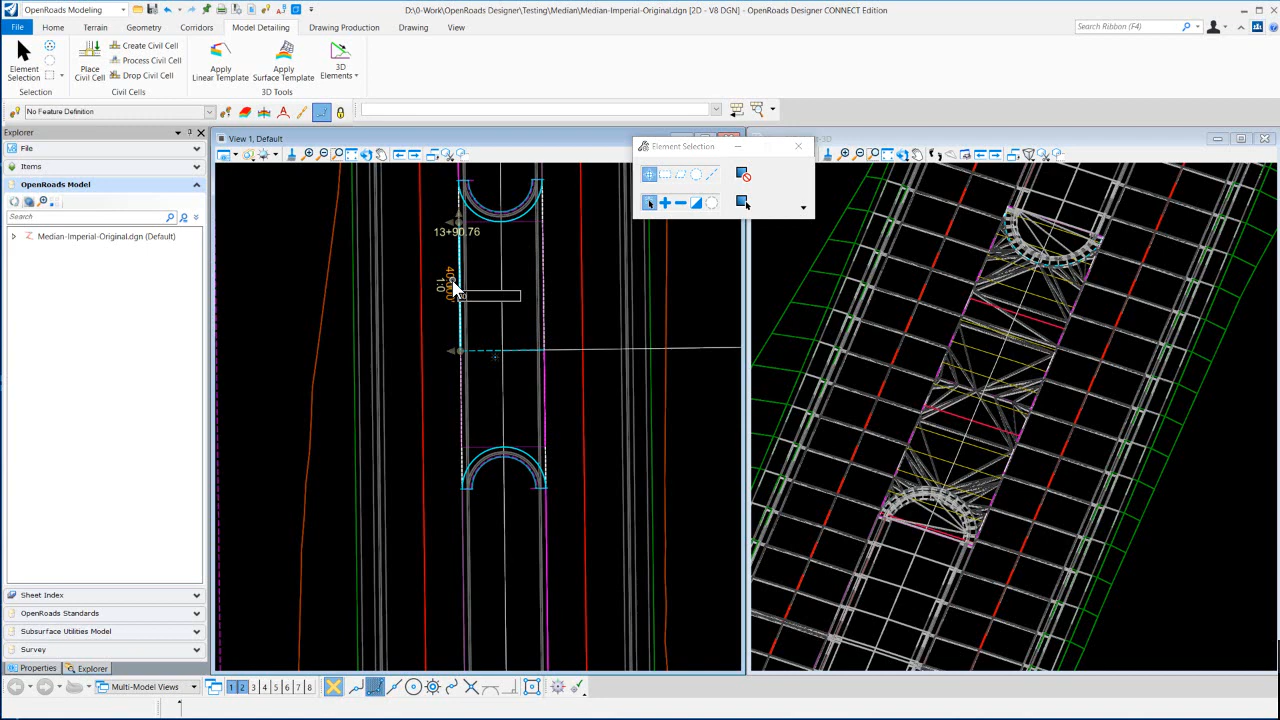 OpenRoads Modeling
D:\0-Work\OpenRoads Designer\Testing\Median\Median-Imperial-Original.dgn [2D - V8 DGN] - OpenRoads Designer CONNECT Edition
File
Home
Terrain
Geometry
Corridors
Model Detailing
Drawing Production
Drawing
View
Search Ribbon (F4)
Element Selection
Selection
Place Civil Cell
Create Civil Cell
Process Civil Cell
Drop Civil Cell
Civil Cells
Apply Linear Template
Apply Surface Template
3D Elements
3D Tools
No Feature Definition
Explorer
File
Items
OpenRoads Model
Search
Median-Imperial-Original.dgn (Default)
Sheet Index
OpenRoads Standards
Subsurface Utilities Model
Survey
Properties
Explorer
View 1, Default
13+90.76
1:0
Element Selection
Multi-Model Views
1 2 3 4 5 6 7 8